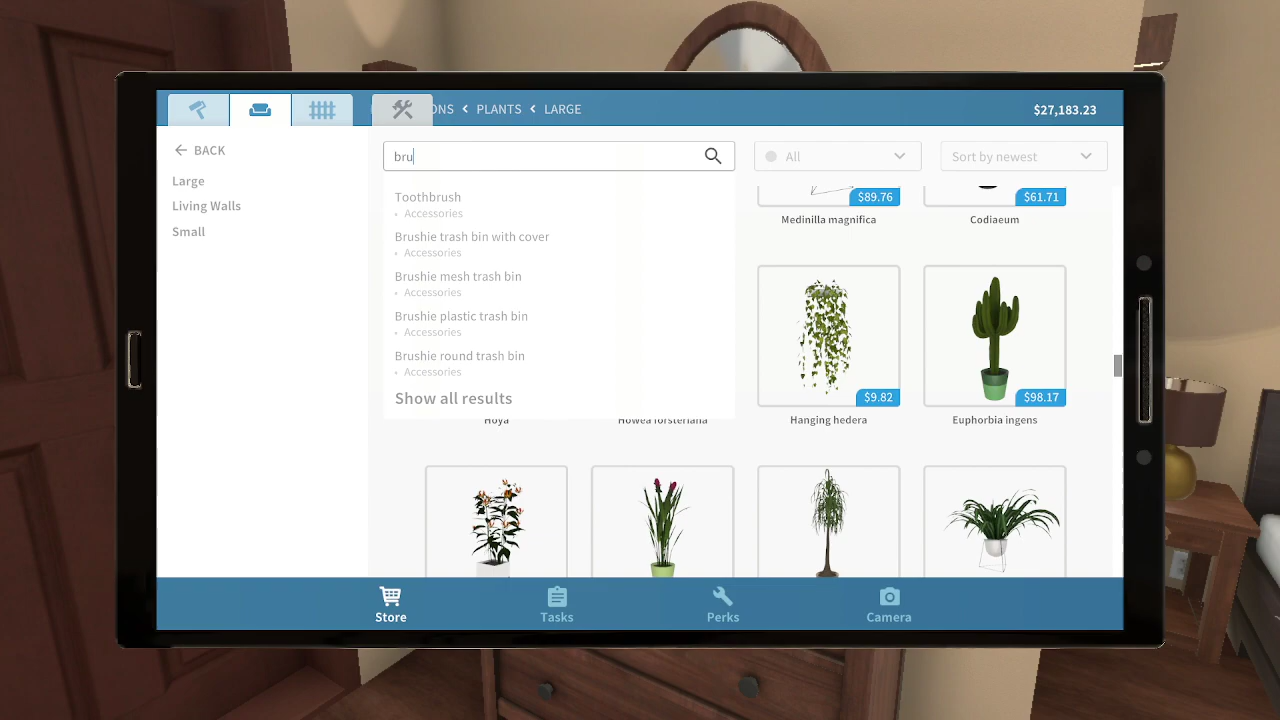 ONS < PLANTS < LARGE
$27,183.23
BACK
Large
Living Walls
Small
bru
All
Sort by newest
Toothbrush
• Accessories
Brushie trash bin with cover
• Accessories
Brushie mesh trash bin
• Accessories
Brushie plastic trash bin
• Accessories
Brushie round trash bin
• Accessories
Show all results
$89.76
$61.71
Medinilla magnifica
Codiaeum
$9.82
$98.17
Hoya
Howea forsteriana
Hanging hedera
Euphorbia ingens
Store
Tasks
Perks
Camera